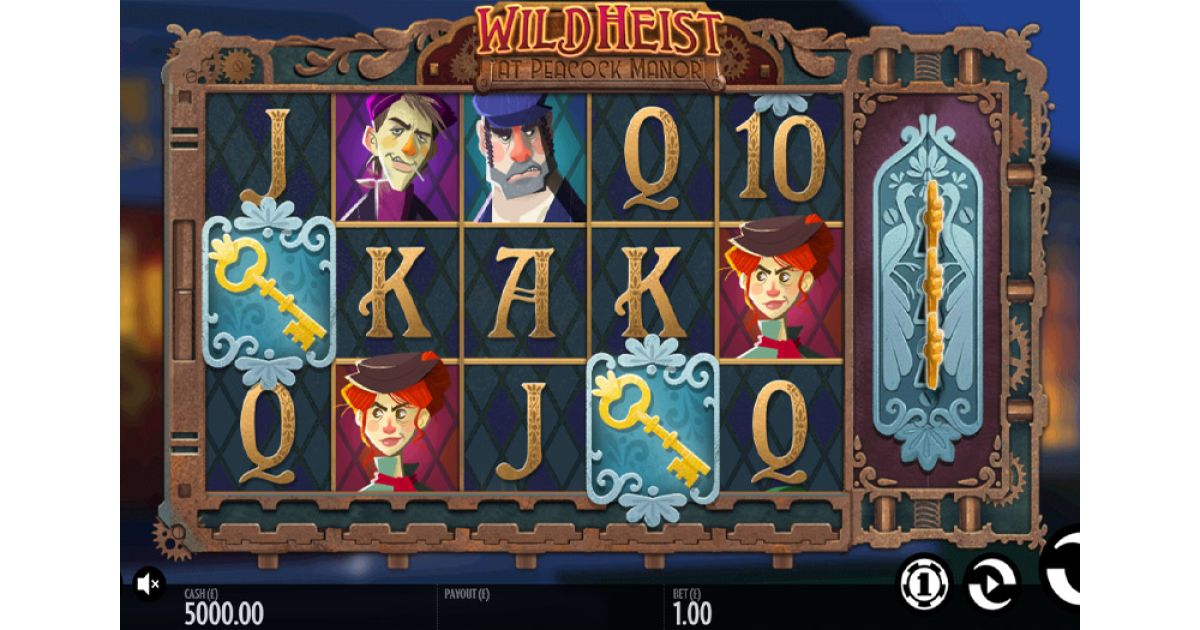 WILD HEIST
AT PEACOCK MANOR
J Q 10
K A K
Q J Q
CASH (£) PAYOUT (£) BET (£)
5000.00 1.00
1